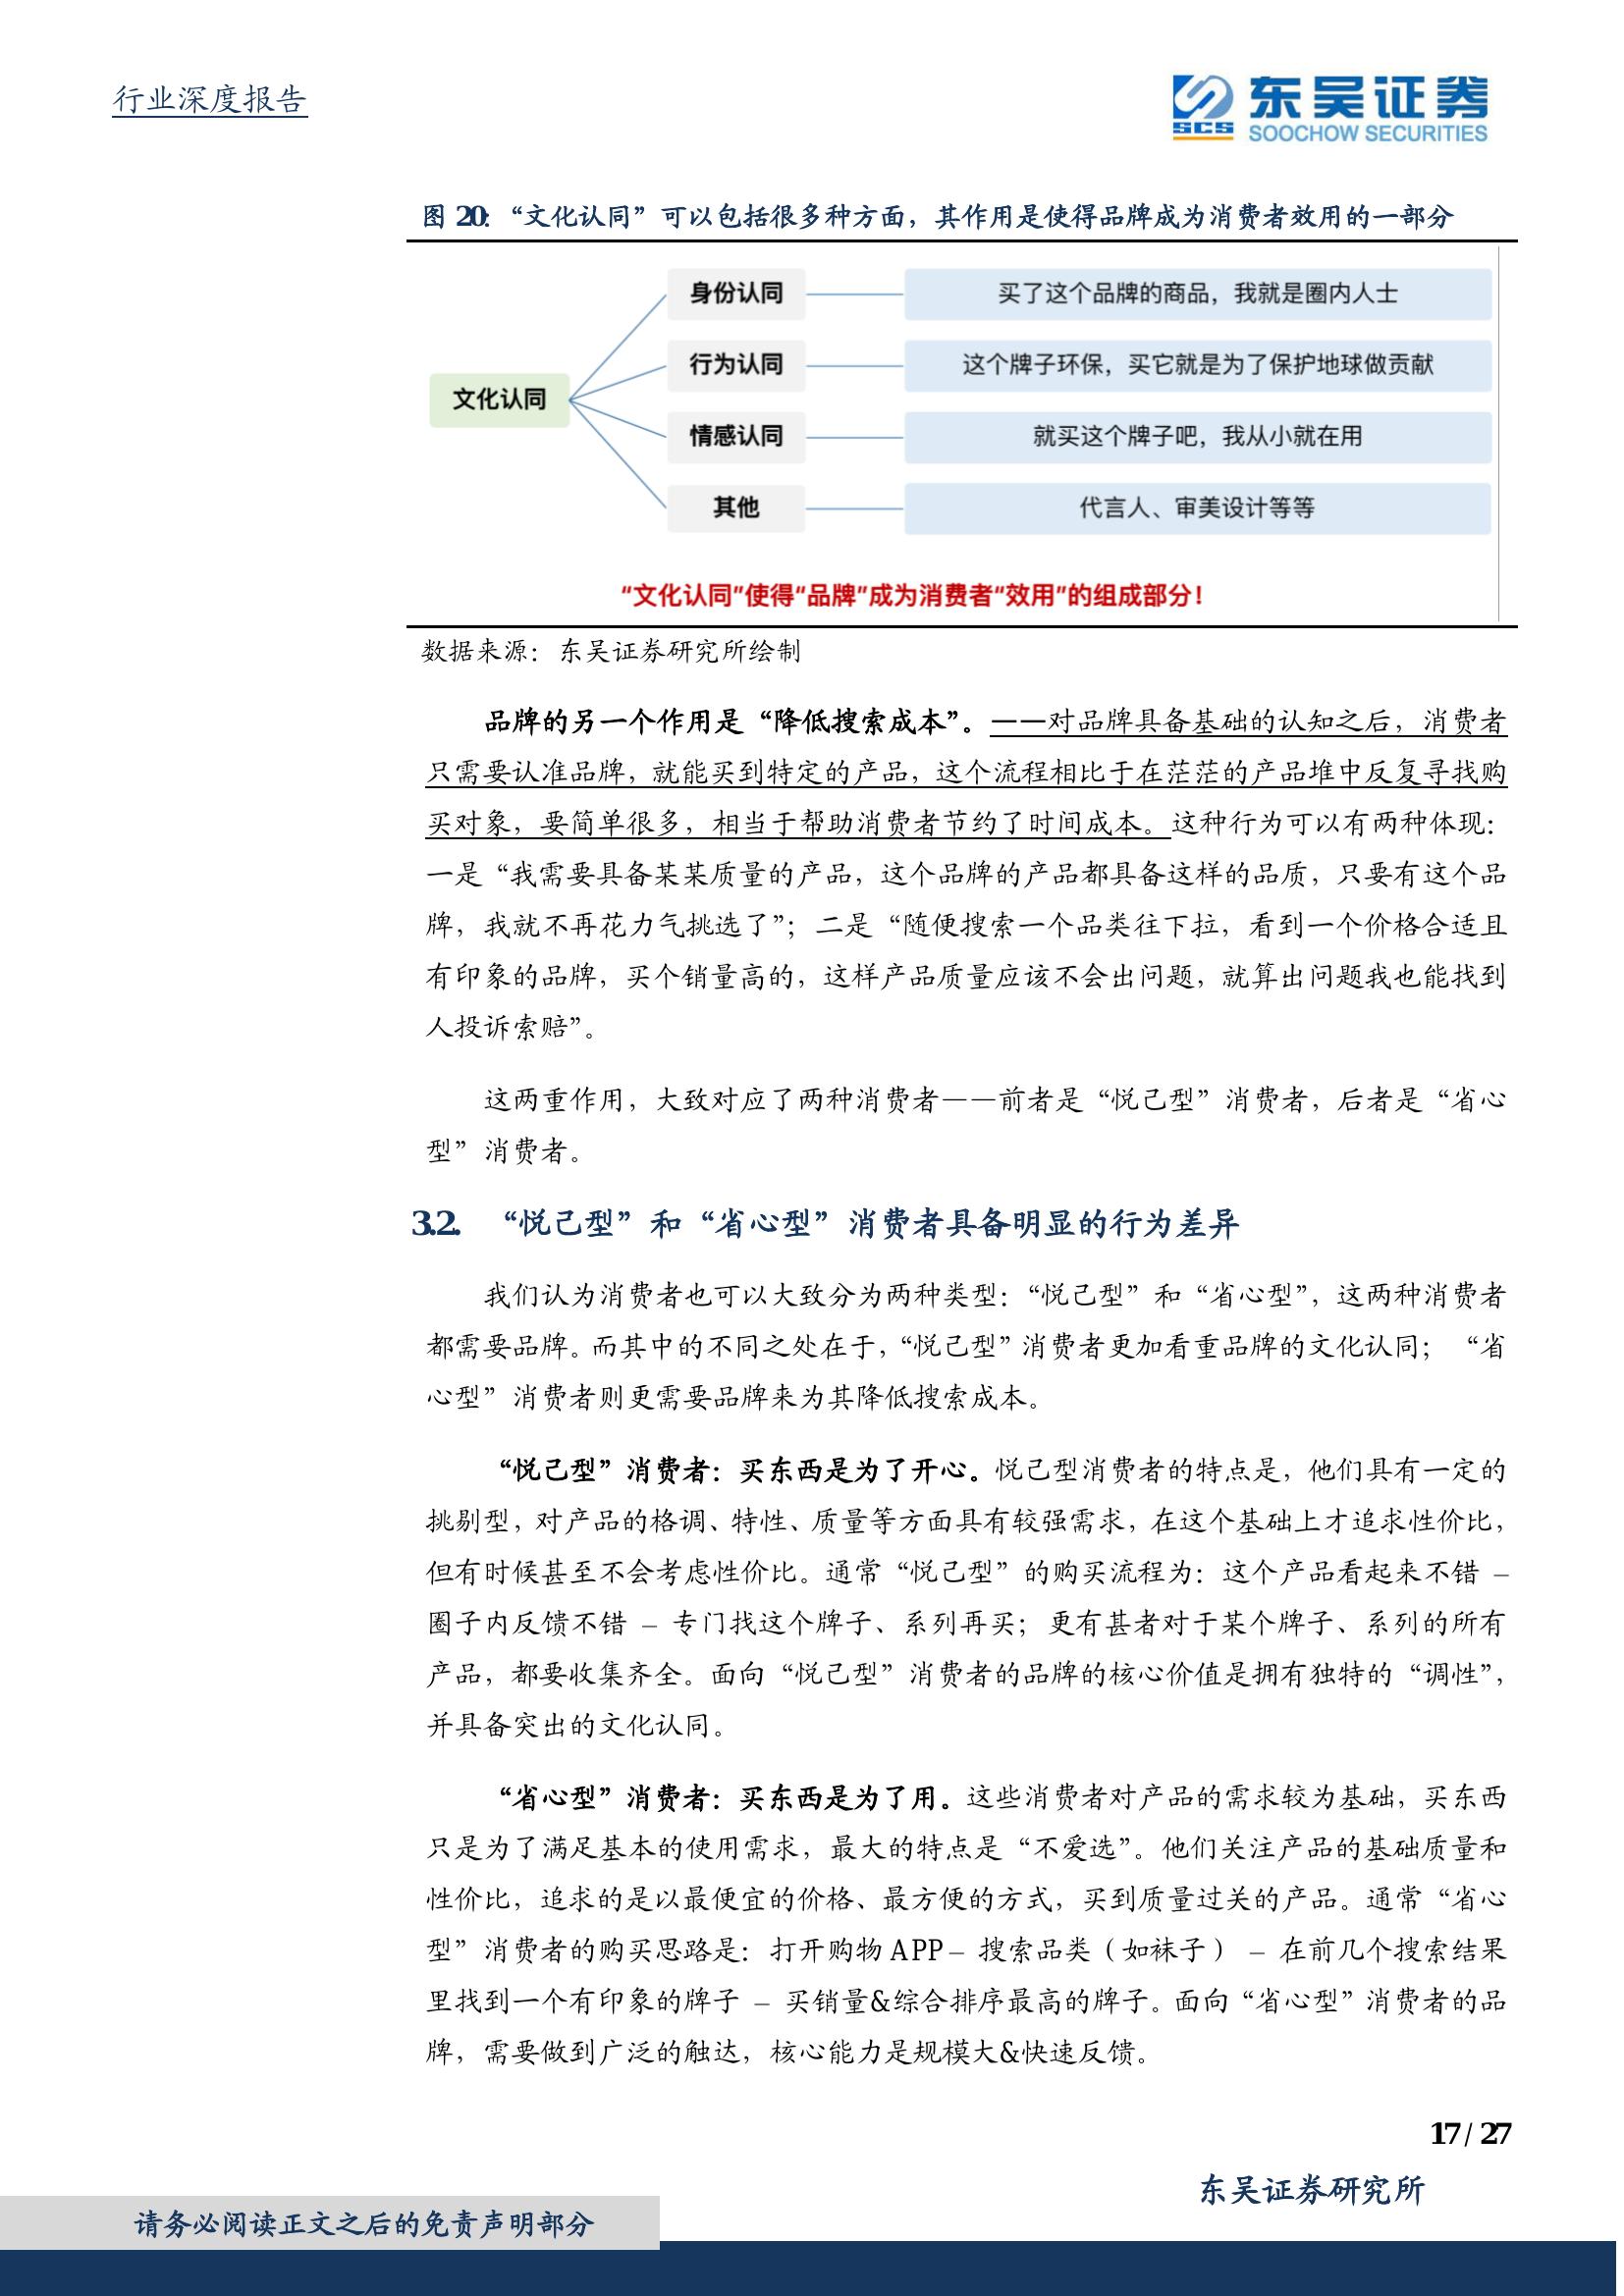 行业深度报告
东吴证券
SCS
SOOCHOW SECURITIES
图 20:“文化认同”可以包括很多种方面，其作用是使得品牌成为消费者效用的一部分
身份认同
买了这个品牌的商品，我就是圈内人士
行为认同
这个牌子环保，买它就是为了保护地球做贡献
文化认同
情感认同
就买这个牌子吧，我从小就在用
其他
代言人、审美设计等等
“文化认同”使得“品牌”成为消费者“效用”的组成部分！
数据来源：东吴证券研究所绘制
品牌的另一个作用是“降低搜索成本”。——对品牌具备基础的认知之后，消费者
只需要认准品牌，就能买到特定的产品，这个流程相比于在茫茫的产品堆中反复寻找购
买对象，要简单很多，相当于帮助消费者节约了时间成本。这种行为可以有两种体现：
一是“我需要具备某某质量的产品，这个品牌的产品都具备这样的品质，只要有这个品
牌，我就不再花力气挑选了”；二是“随便搜索一个品类往下拉，看到一个价格合适且
有印象的品牌，买个销量高的，这样产品质量应该不会出问题，就算出问题我也能找到
人投诉索赔”。
这两重作用，大致对应了两种消费者——前者是“悦己型”消费者，后者是“省心
型”消费者。
3.2. “悦己型”和“省心型”消费者具备明显的行为差异
我们认为消费者也可以大致分为两种类型：“悦己型”和“省心型”，这两种消费者
都需要品牌。而其中的不同之处在于，“悦己型”消费者更加看重品牌的文化认同；“省
心型”消费者则更需要品牌来为其降低搜索成本。
“悦己型”消费者：买东西是为了开心。悦己型消费者的特点是，他们具有一定的
挑剔型，对产品的格调、特性、质量等方面具有较强需求，在这个基础上才追求性价比，
但有时候甚至不会考虑性价比。通常“悦己型”的购买流程为：这个产品看起来不错 –
圈子内反馈不错 – 专门找这个牌子、系列再买；更有甚者对于某个牌子、系列的所有
产品，都要收集齐全。面向“悦己型”消费者的品牌的核心价值是拥有独特的“调性”，
并具备突出的文化认同。
“省心型”消费者：买东西是为了用。这些消费者对产品的需求较为基础，买东西
只是为了满足基本的使用需求，最大的特点是“不爱选”。他们关注产品的基础质量和
性价比，追求的是以最便宜的价格、最方便的方式，买到质量过关的产品。通常“省心
型”消费者的购买思路是：打开购物 APP – 搜索品类（如袜子） – 在前几个搜索结果
里找到一个有印象的牌子 – 买销量&综合排序最高的牌子。面向“省心型”消费者的品
牌，需要做到广泛的触达，核心能力是规模大&快速反馈。
17 / 27
东吴证券研究所
请务必阅读正文之后的免责声明部分